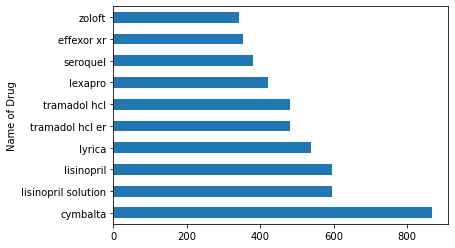 zoloft
effexor xr
seroquel
lexapro
tramadol hcl
tramadol hcl er
lyrica
lisinopril
lisinopril solution
cymbalta
Name of Drug
0 200 400 600 800